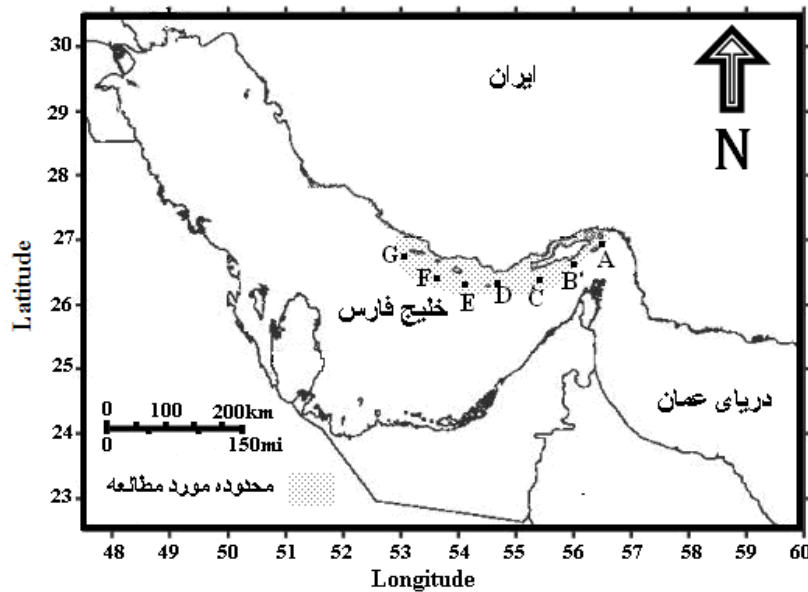 30
29
28
27
26
25
24
23
Latitude
ایران
N
G
F
E
D
C
B
A
خلیج فارس
دریای عمان
0 100 200km
0 150mi
محدوده مورد مطالعه
48 49 50 51 52 53 54 55 56 57 58 59 60
Longitude